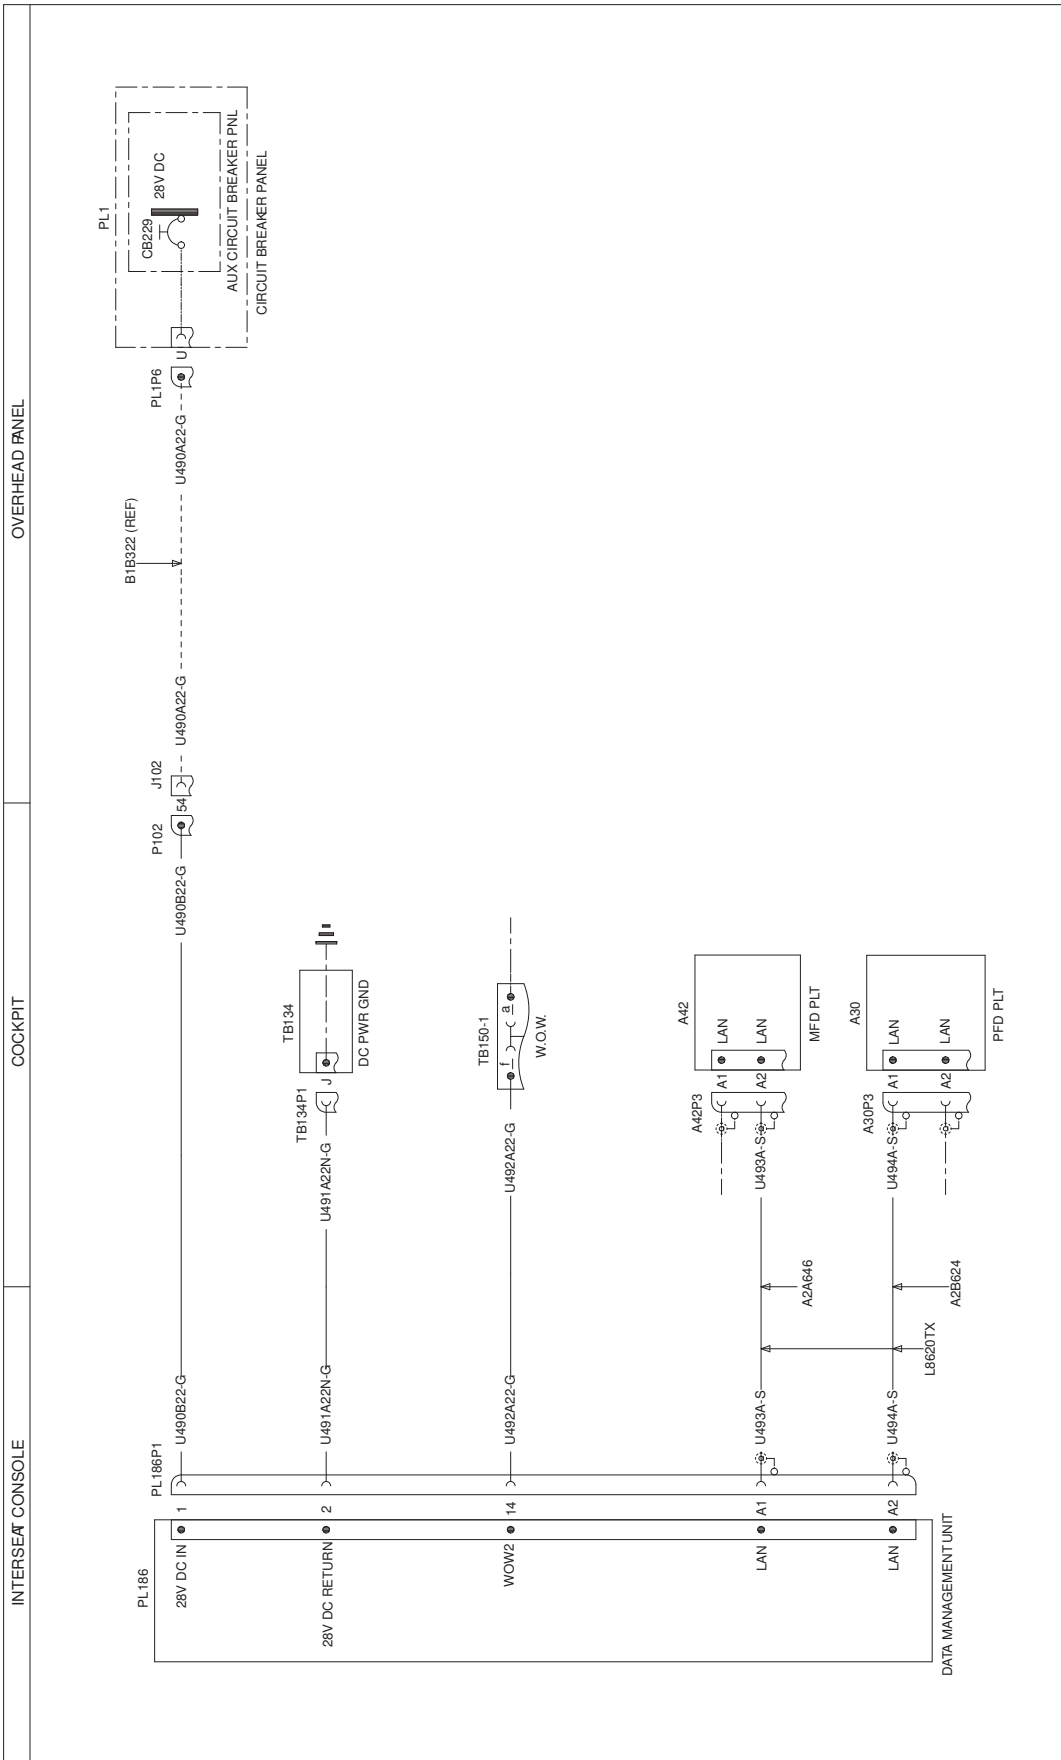 INTERSEAT CONSOLE
COCKPIT
OVERHEAD PANEL
PL186
PL186P1
28V DC IN
1
U490B22-G
U490B22-G
P102
54
J102
U490A22-G
B1B322 (REF)
U490A22-G
PL1P6
U
PL1
CB229
28V DC
AUX CIRCUIT BREAKER PNL
CIRCUIT BREAKER PANEL
28V DC RETURN
2
U491A22N-G
U491A22N-G
TB134P1
J
TB134
DC PWR GND
WOW2
14
U492A22-G
U492A22-G
TB150-1
f
a
W.O.W.
LAN
A1
U493A-S
U493A-S
A2A646
A42P3
A1
A2
A42
LAN
LAN
MFD PLT
LAN
A2
U494A-S
L8620TX
A2B624
U494A-S
A30P3
A1
A2
A30
LAN
LAN
PFD PLT
DATA MANAGEMENT UNIT